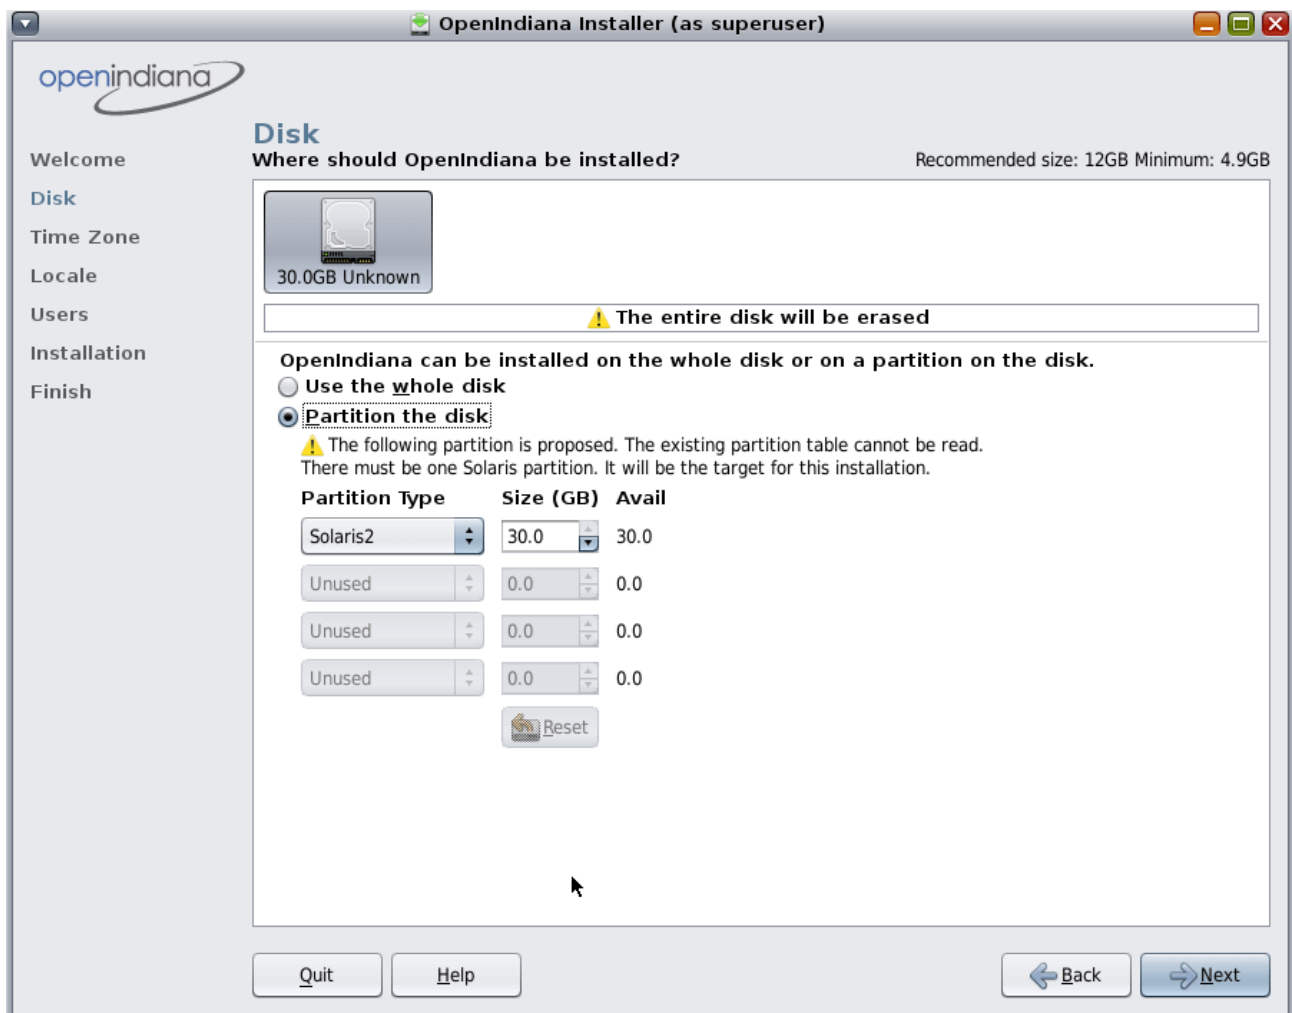 OpenIndiana Installer (as superuser)
openindiana
Disk
Where should OpenIndiana be installed?
Recommended size: 12GB Minimum: 4.9GB
Welcome
Disk
Time Zone
Locale
Users
Installation
Finish
30.0GB Unknown
The entire disk will be erased
OpenIndiana can be installed on the whole disk or on a partition on the disk.
Use the whole disk
Partition the disk
The following partition is proposed. The existing partition table cannot be read.
There must be one Solaris partition. It will be the target for this installation.
Partition Type Size (GB) Avail
Solaris2 30.0 30.0
Unused 0.0 0.0
Unused 0.0 0.0
Unused 0.0 0.0
Reset
Quit Help Back Next